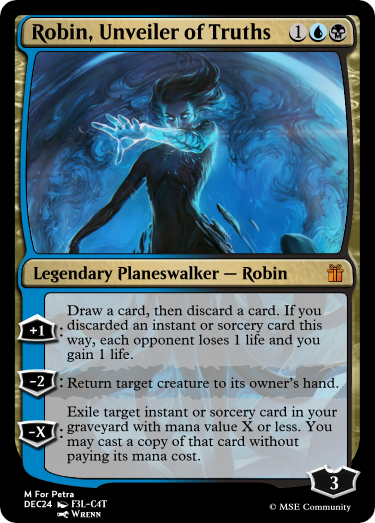 Robin, Unveiler of Truths 1
Legendary Planeswalker — Robin
+1: Draw a card, then discard a card. If you
discarded an instant or sorcery card this
way, each opponent loses 1 life and you
gain 1 life.
-2: Return target creature to its owner's hand.
-X: Exile target instant or sorcery card in your
graveyard with mana value X or less. You
may cast a copy of that card without
paying its mana cost.
3
M For Petra
DEC24 F3L-C4T
Wrenn
© MSE Community